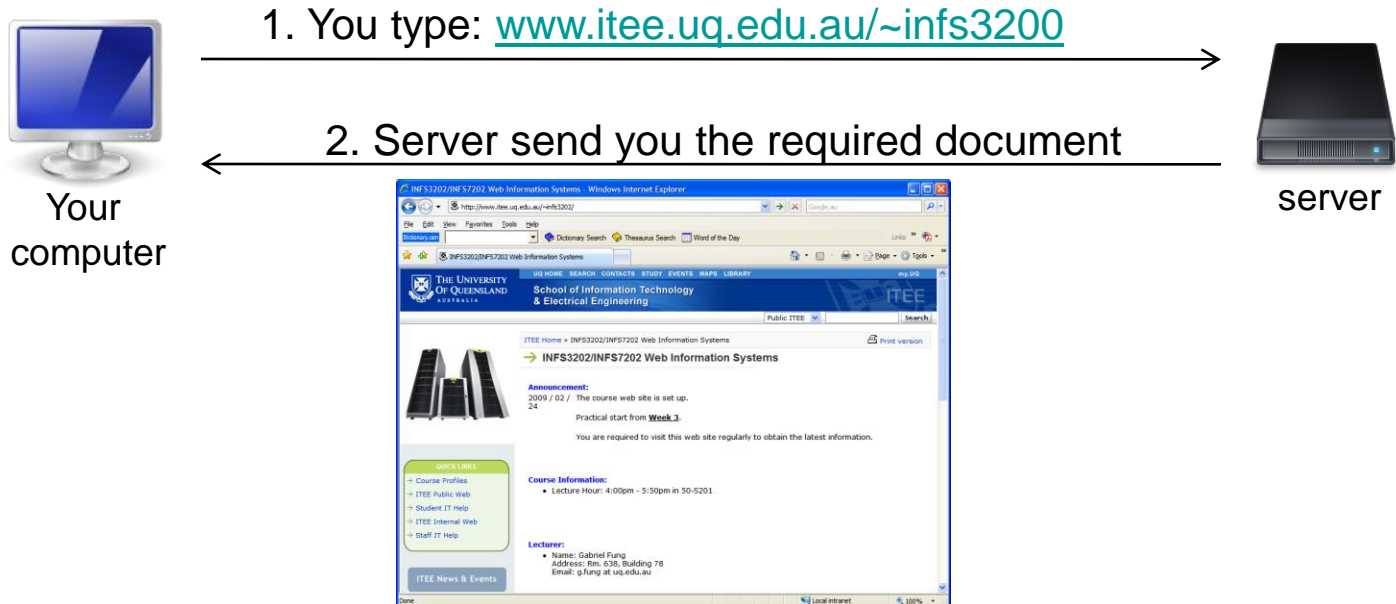 1. You type: www.itee.uq.edu.au/~infs3200
2. Server send you the required document
Your
computer
server
INFS3202/INFS7202 Web Information Systems - Windows Internet Explorer
http://www.itee.uq.edu.au/~infs3202/
Google.au
File Edit View Favorites Tools Help
Dictionary.com Dictionary Search Thesaurus Search Word of the Day Links
INFS3202/INFS7202 Web Information Systems Page Tools
THE UNIVERSITY
OF QUEENSLAND
AUSTRALIA
UQ HOME SEARCH CONTACTS STUDY EVENTS MAPS LIBRARY my.UQ
School of Information Technology
& Electrical Engineering
ITEE
Public ITEE Search
ITEE Home » INFS3202/INFS7202 Web Information Systems Print version
INFS3202/INFS7202 Web Information Systems
Announcement:
2009 / 02 / The course web site is set up.
24
Practical start from Week 3.
You are required to visit this web site regularly to obtain the latest information.
QUICK LINKS
Course Profiles
ITEE Public Web
Student IT Help
ITEE Internal Web
Staff IT Help
Course Information:
• Lecture Hour: 4:00pm - 5:50pm in 50-S201
Lecturer:
• Name: Gabriel Fung
Address: Rm. 638, Building 78
Email: g.fung at uq.edu.au
ITEE News & Events
Done Local intranet 100%